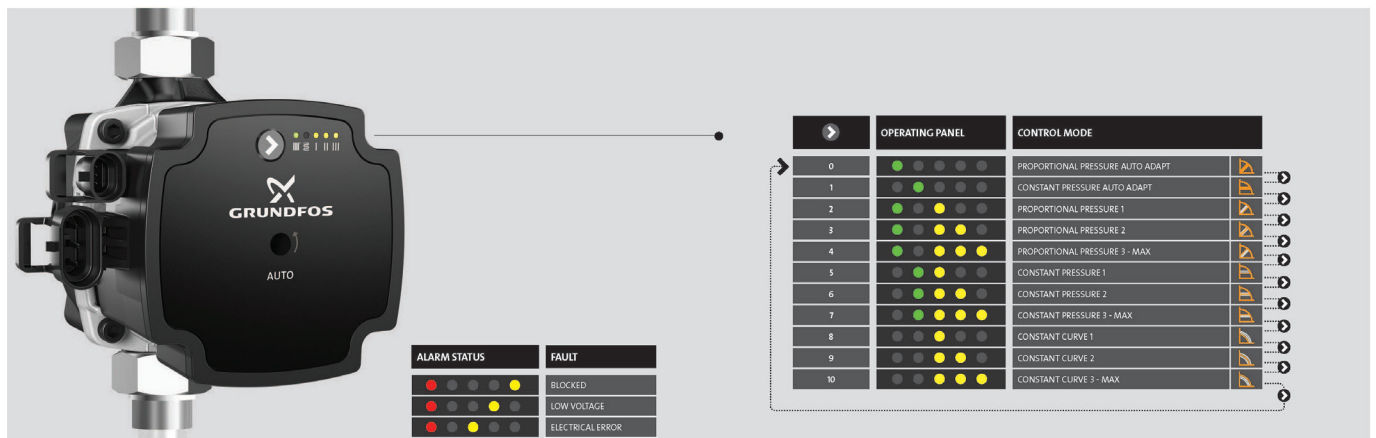 GRUNDFOS
AUTO
ALARM STATUS FAULT
BLOCKED
LOW VOLTAGE
ELECTRICAL ERROR
OPERATING PANEL CONTROL MODE
0 PROPORTIONAL PRESSURE AUTO ADAPT
1 CONSTANT PRESSURE AUTO ADAPT
2 PROPORTIONAL PRESSURE 1
3 PROPORTIONAL PRESSURE 2
4 PROPORTIONAL PRESSURE 3 - MAX
5 CONSTANT PRESSURE 1
6 CONSTANT PRESSURE 2
7 CONSTANT PRESSURE 3 - MAX
8 CONSTANT CURVE 1
9 CONSTANT CURVE 2
10 CONSTANT CURVE 3 - MAX